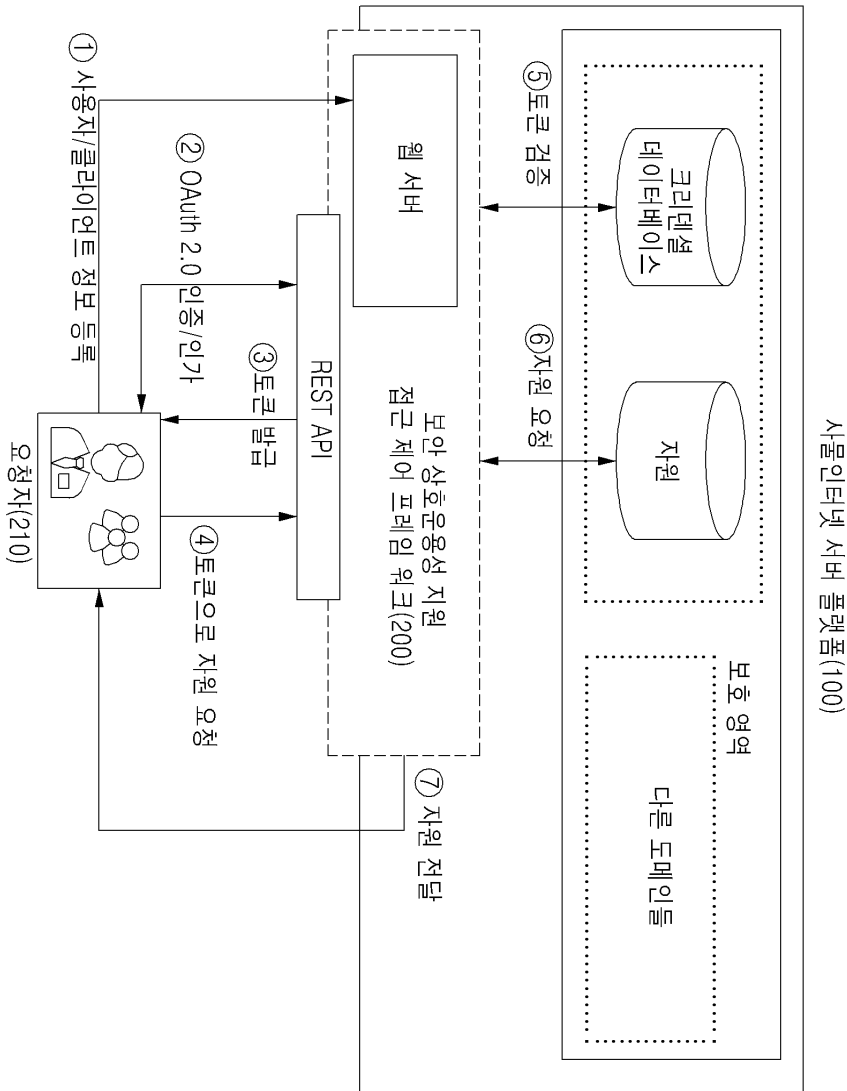 사물인터넷 서버 플랫폼(100)
보호 영역
크리덴셜
데이터베이스
자원
다른 도메인들
⑤토큰 검증
⑥자원 요청
웹 서버
보안 상호운용성 지원
접근 제어 프레임 워크(200)
REST API
① 사용자/클라이언트 정보 등록
② OAuth 2.0 인증/인가
③토큰 발급
④토큰으로 자원 요청
⑦ 자원 전달
요청자(210)